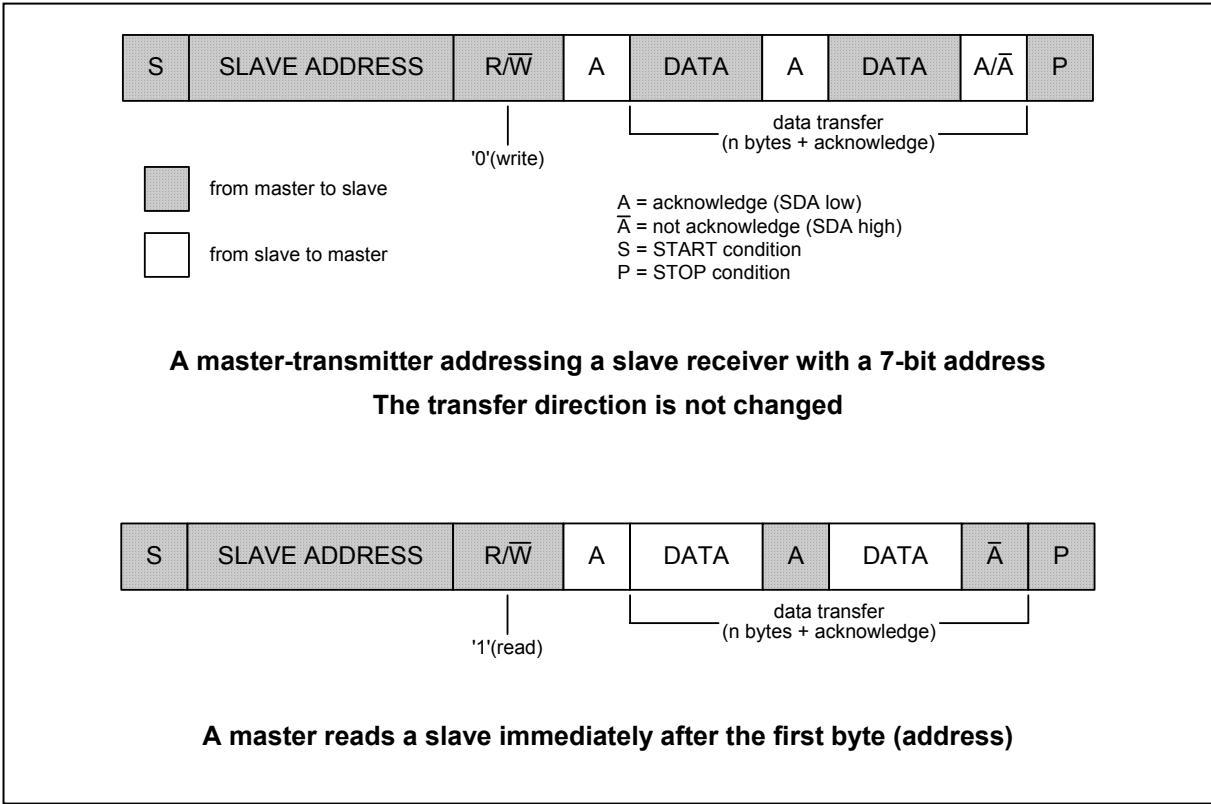 S SLAVE ADDRESS R/W̅ A DATA A DATA A/A̅ P
data transfer
(n bytes + acknowledge)
'0'(write)
from master to slave
from slave to master
A = acknowledge (SDA low)
A̅ = not acknowledge (SDA high)
S = START condition
P = STOP condition
A master-transmitter addressing a slave receiver with a 7-bit address
The transfer direction is not changed
S SLAVE ADDRESS R/W̅ A DATA A DATA A̅ P
data transfer
(n bytes + acknowledge)
'1'(read)
A master reads a slave immediately after the first byte (address)